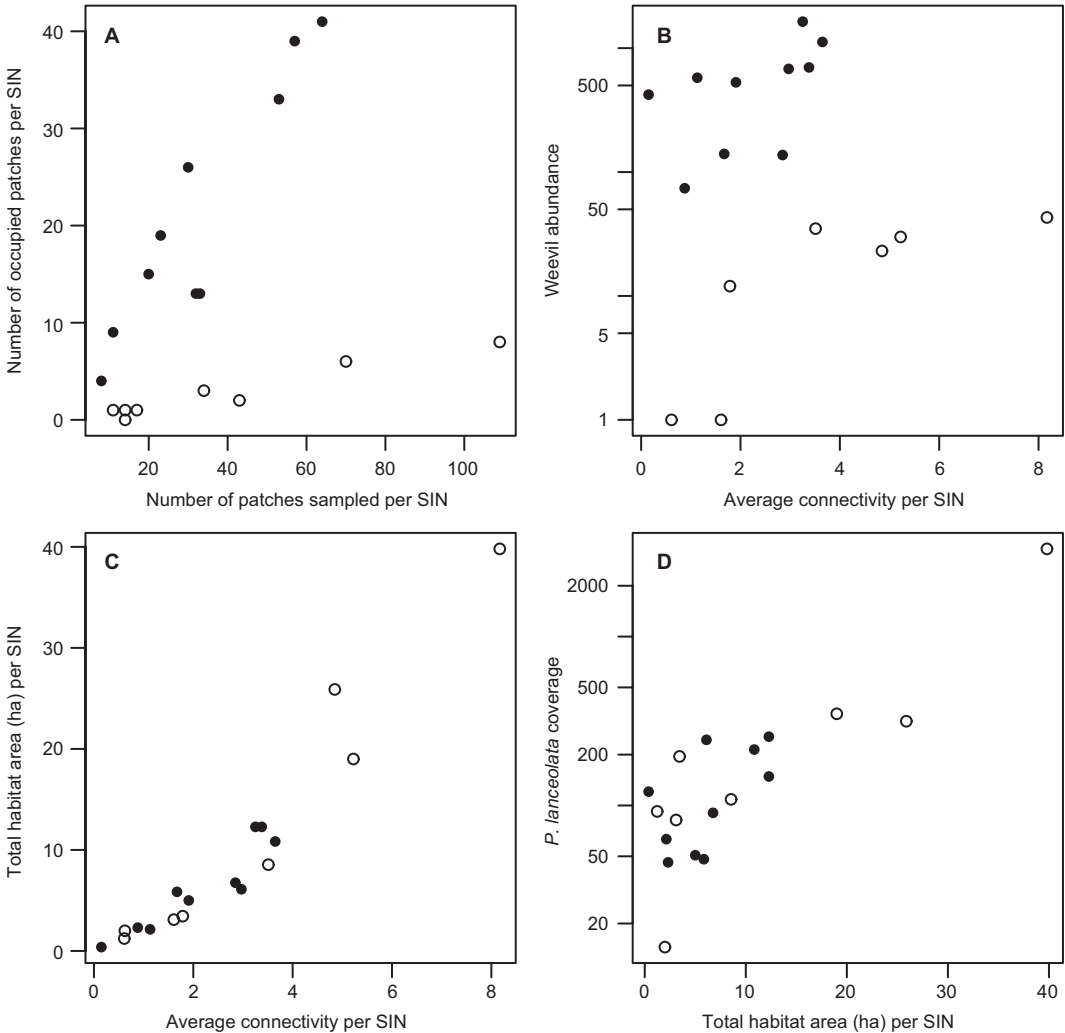 A
Number of occupied patches per SIN
40
30
20
10
0
20 40 60 80 100
Number of patches sampled per SIN
B
Weevil abundance
500
50
5
1
0 2 4 6 8
Average connectivity per SIN
C
Total habitat area (ha) per SIN
40
30
20
10
0
0 2 4 6 8
Average connectivity per SIN
D
P. lanceolata coverage
2000
500
200
50
20
0 10 20 30 40
Total habitat area (ha) per SIN